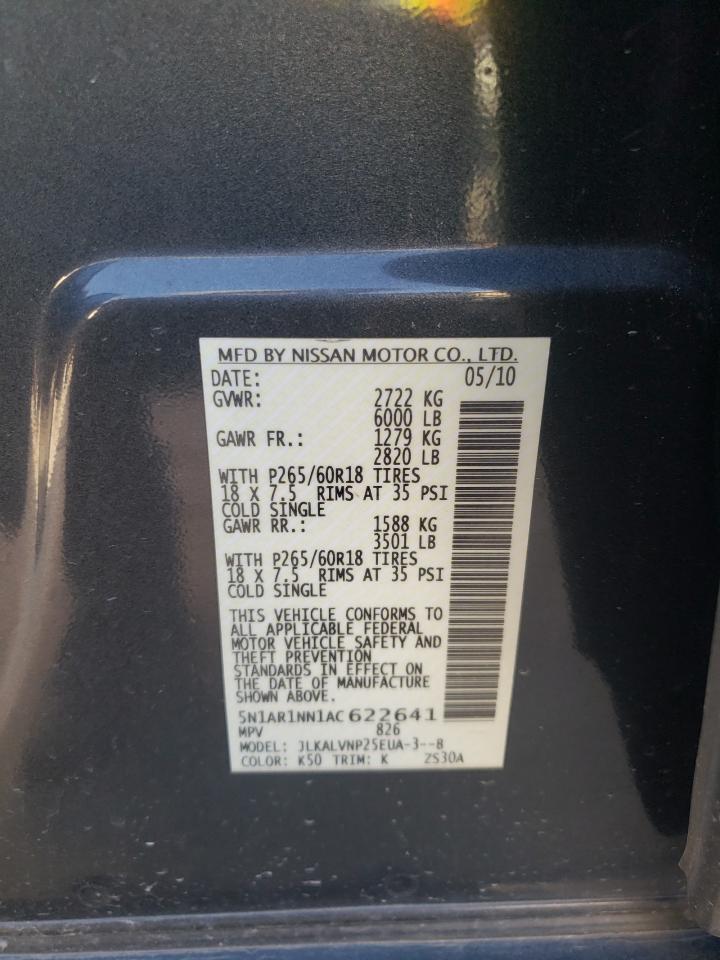 MFD BY NISSAN MOTOR CO., LTD.
DATE: 05/10
GVWR: 2722 KG
6000 LB
GAWR FR.: 1279 KG
2820 LB
WITH P265/60R18 TIRES
18 X 7.5 RIMS AT 35 PSI
COLD SINGLE
GAWR RR.: 1588 KG
3501 LB
WITH P265/60R18 TIRES
18 X 7.5 RIMS AT 35 PSI
COLD SINGLE
THIS VEHICLE CONFORMS TO
ALL APPLICABLE FEDERAL
MOTOR VEHICLE SAFETY AND
THEFT PREVENTION
STANDARDS IN EFFECT ON
THE DATE OF MANUFACTURE
SHOWN ABOVE.
5N1AR1NN1AC622641
MPV 826
MODEL: JLKALVNP25EUA-3--B
COLOR: K50 TRIM: K ZS30A